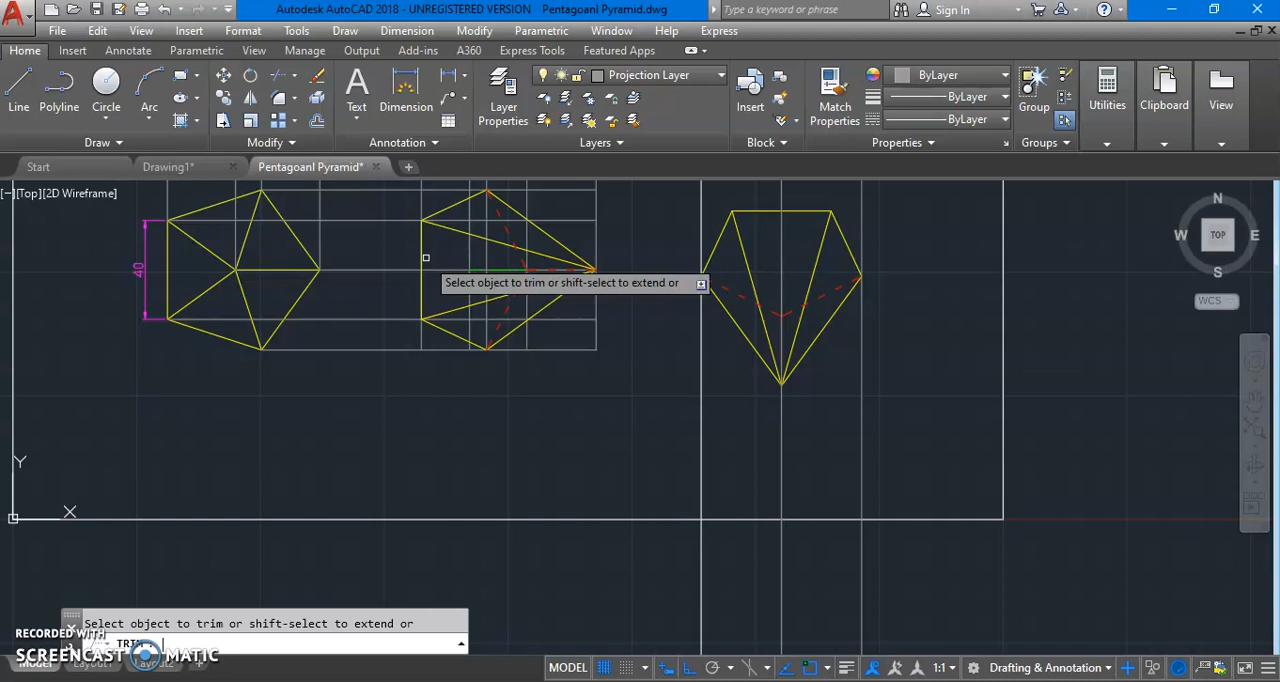 Autodesk AutoCAD 2018 - UNREGISTERED VERSION Pentagoanl Pyramid.dwg
Type a keyword or phrase
Sign In
File Edit View Insert Format Tools Draw Dimension Modify Parametric Window Help Express
Home Insert Annotate Parametric View Manage Output Add-ins A360 Express Tools Featured Apps
Projection Layer
ByLayer
Line Polyline Circle Arc
Text Dimension
Layer
Properties
ByLayer
Insert
Match
Properties
ByLayer
Group
Utilities
Clipboard
View
Draw
Modify
Annotation
Layers
Block
Properties
Groups
Start
Drawing1*
Pentagoanl Pyramid*
[−][Top][2D Wireframe]
N
W TOP E
S
WCS
40
Select object to trim or shift-select to extend or
Y
X
Select object to trim or shift-select to extend or
TRIM
RECORDED WITH
SCREENCAST MATIC
Model Layout1 Layout2
MODEL
1:1
Drafting & Annotation